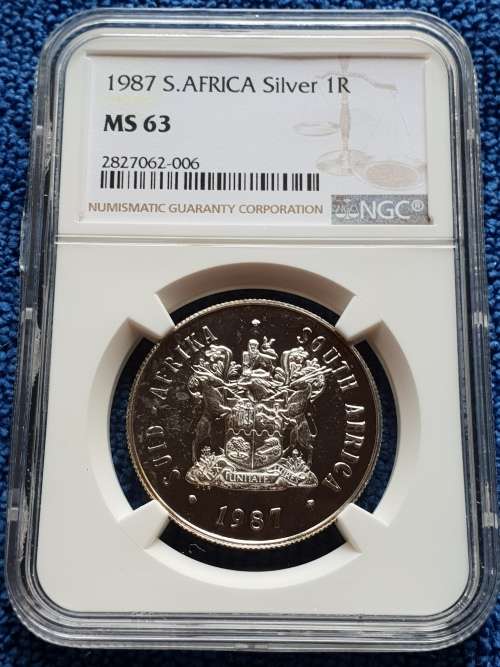 1987 S.AFRICA Silver 1R
MS 63
2827062-006
NUMISMATIC GUARANTY CORPORATION
NGC®
SUID-AFRIKA · SOUTH AFRICA
UNITATE
· 1987 ·